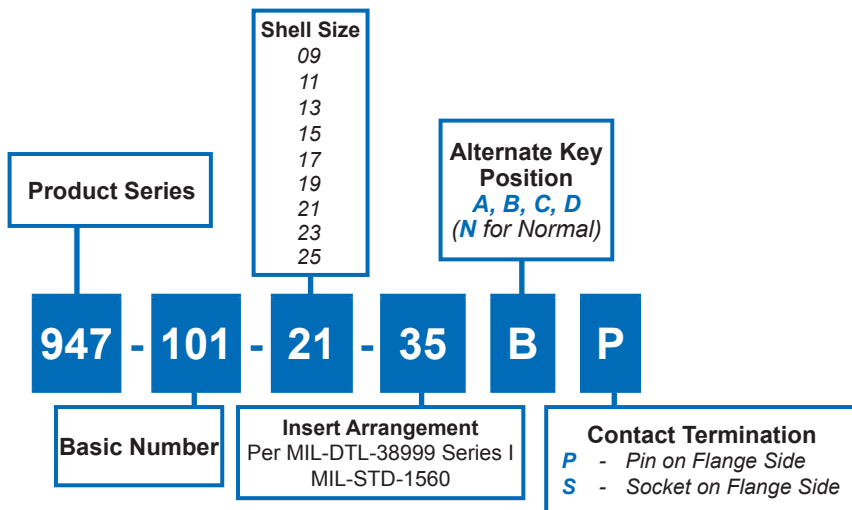 Shell Size
09
11
13
15
17
19
21
23
25
Product Series
Alternate Key
Position
A, B, C, D
(N for Normal)
947 - 101 - 21 - 35 B P
Basic Number
Insert Arrangement
Per MIL-DTL-38999 Series I
MIL-STD-1560
Contact Termination
P - Pin on Flange Side
S - Socket on Flange Side